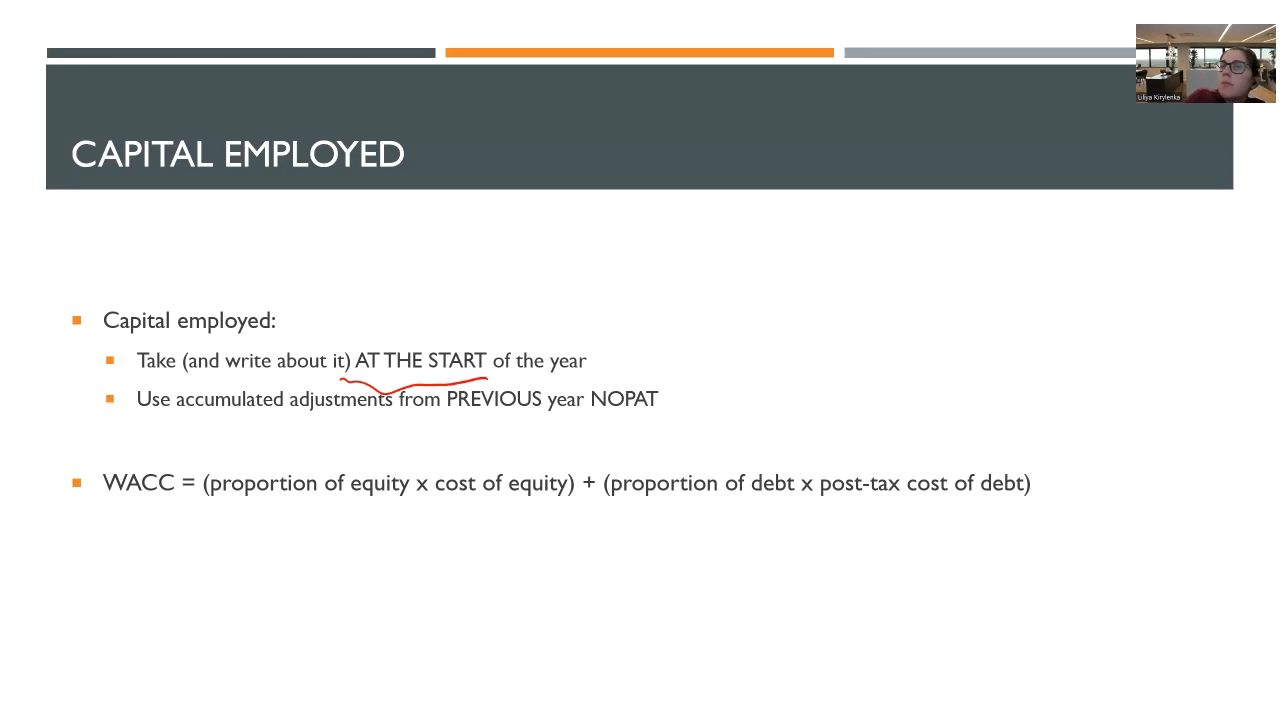 Liliya Kirylenka
CAPITAL EMPLOYED
Capital employed:
Take (and write about it) AT THE START of the year
Use accumulated adjustments from PREVIOUS year NOPAT
WACC = (proportion of equity x cost of equity) + (proportion of debt x post-tax cost of debt)